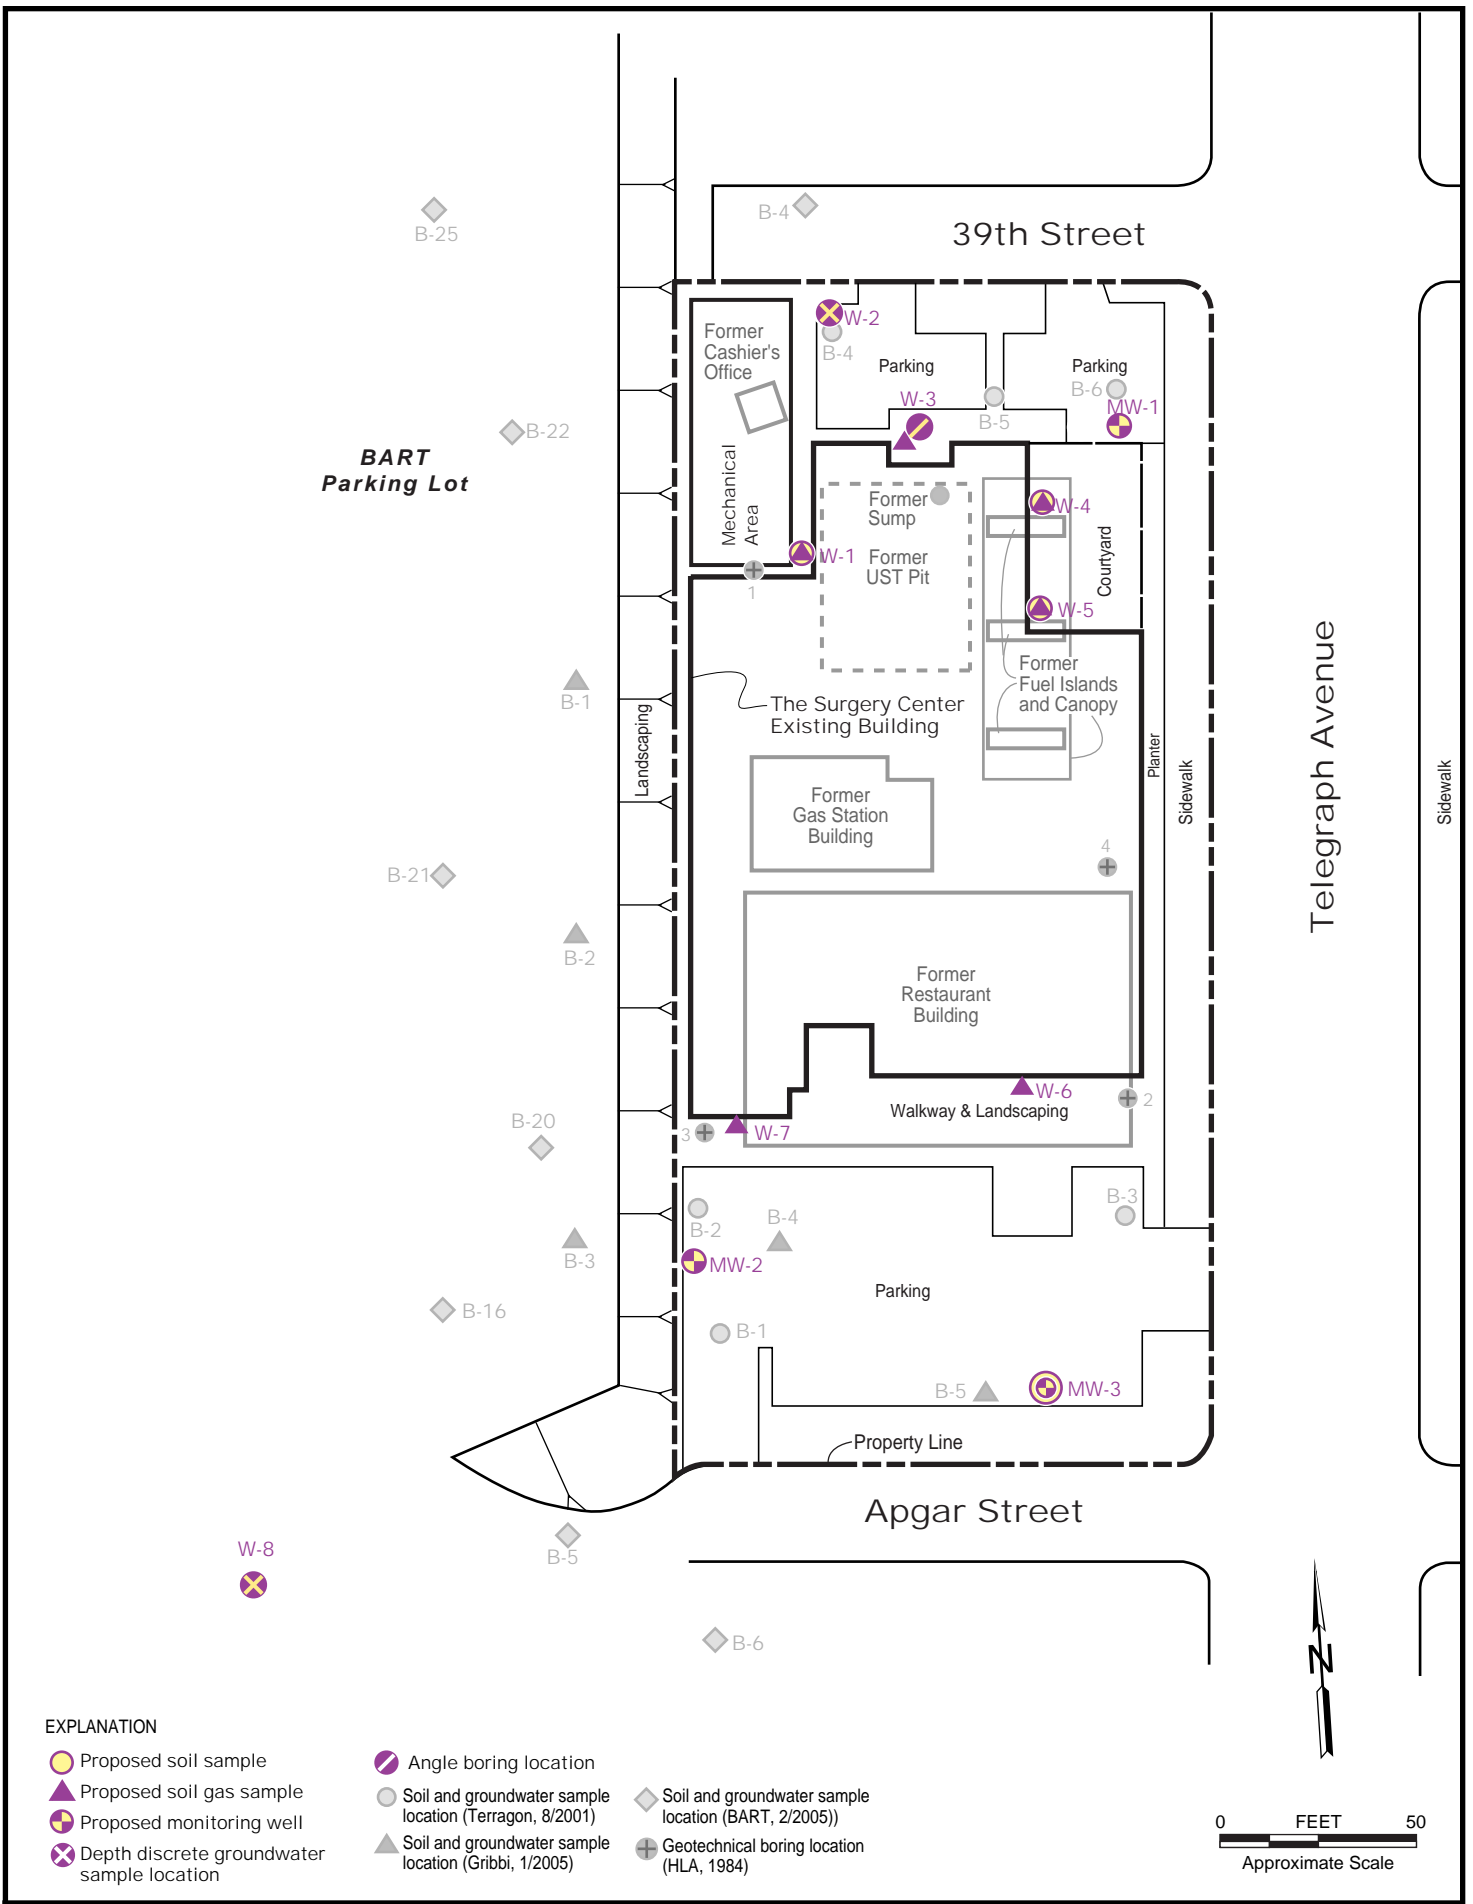 B-25
B-4
39th Street
Former
Cashier's
Office
W-2
B-4
Parking
Parking
B-6
W-3
B-5
MW-1
B-22
BART
Parking Lot
Mechanical
Area
Former
Sump
W-4
Former
UST Pit
W-1
Courtyard
1
W-5
Former
Fuel Islands
and Canopy
B-1
The Surgery Center
Existing Building
Landscaping
Planter
Sidewalk
Telegraph Avenue
Sidewalk
Former
Gas Station
Building
4
B-21
B-2
Former
Restaurant
Building
W-6
2
Walkway & Landscaping
B-20
3
W-7
B-3
B-2
B-4
B-3
MW-2
Parking
B-16
B-1
B-5
MW-3
Property Line
Apgar Street
W-8
B-5
B-6
N
EXPLANATION
Proposed soil sample
Proposed soil gas sample
Proposed monitoring well
Depth discrete groundwater
sample location
Angle boring location
Soil and groundwater sample
location (Terragon, 8/2001)
Soil and groundwater sample
location (Gribbi, 1/2005)
Soil and groundwater sample
location (BART, 2/2005))
Geotechnical boring location
(HLA, 1984)
0 FEET 50
Approximate Scale